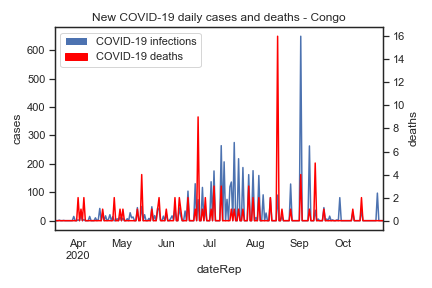 New COVID-19 daily cases and deaths - Congo
COVID-19 infections
COVID-19 deaths
600
500
400
300
200
100
0
cases
16
14
12
10
8
6
4
2
0
deaths
Apr May Jun Jul Aug Sep Oct
2020
dateRep